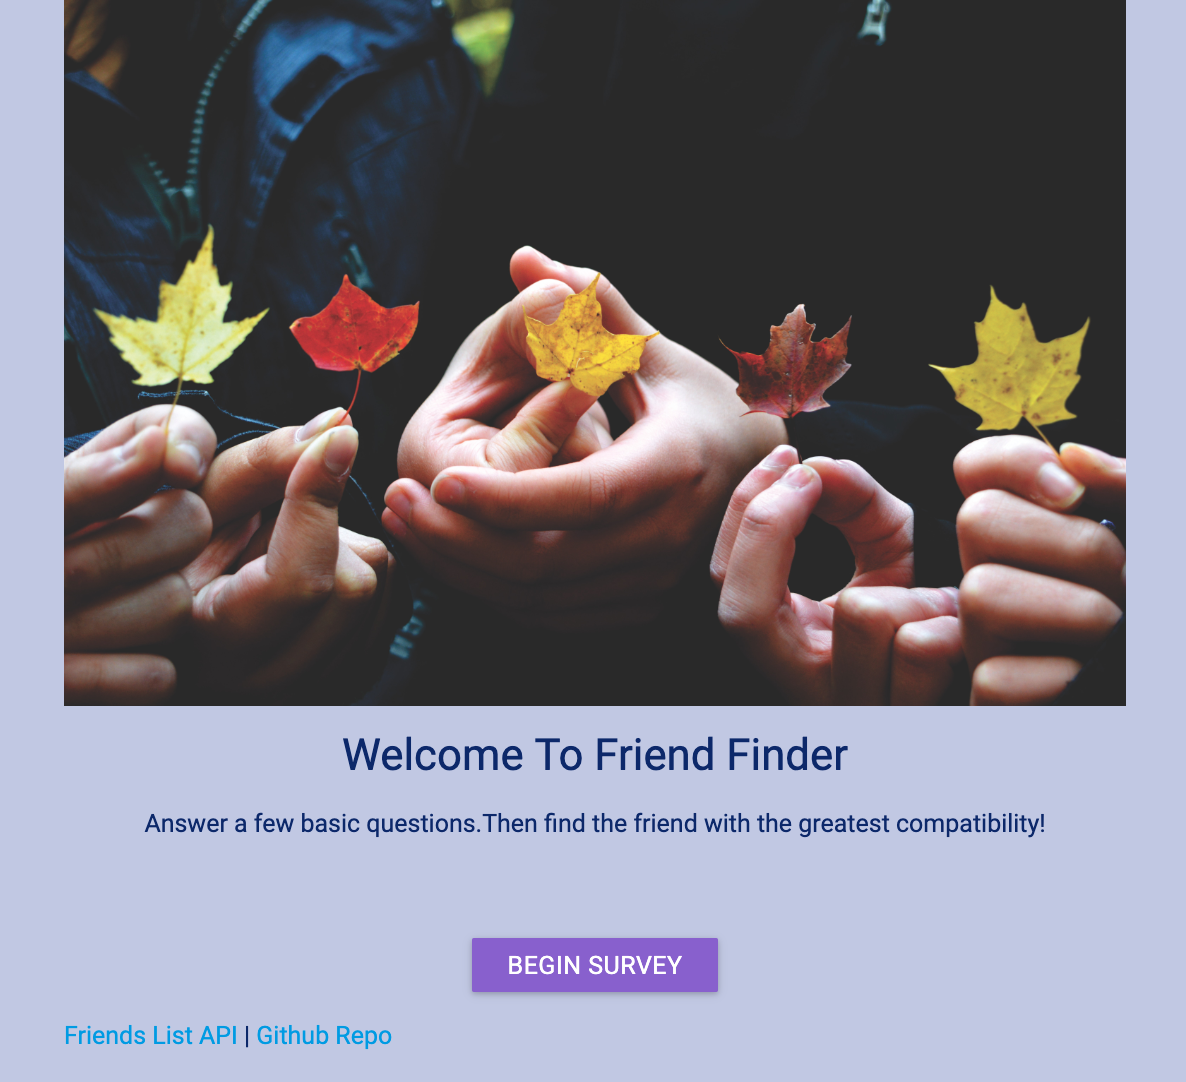 Welcome To Friend Finder
Answer a few basic questions.Then find the friend with the greatest compatibility!
BEGIN SURVEY
Friends List API | Github Repo